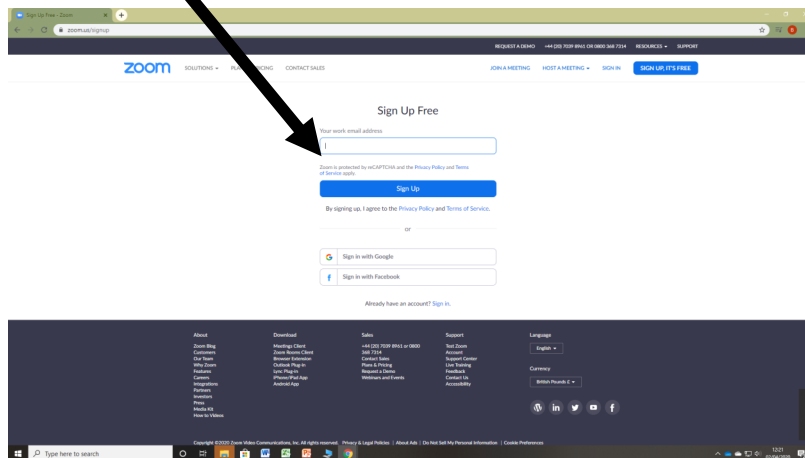 Sign Up Free - Zoom
zoom.us/signup
REQUEST A DEMO +44 (20) 7039 8961 OR 0800 368 7314 RESOURCES SUPPORT
zoom SOLUTIONS CONTACT SALES JOIN A MEETING HOST A MEETING SIGN IN SIGN UP, IT'S FREE
Sign Up Free
Your work email address
Zoom is protected by reCAPTCHA and the Privacy Policy and Terms
of Service apply.
Sign Up
By signing up, I agree to the Privacy Policy and Terms of Service.
or
G Sign in with Google
f Sign in with Facebook
Already have an account? Sign in.
About
Zoom Blog
Customers
Our Team
Why Zoom
Features
Careers
Integrations
Partners
Investors
Press
Media Kit
How to Videos
Download
Meetings Client
Zoom Rooms Client
Browser Extension
Outlook Plug-in
Lync Plug-in
iPhone/iPad App
Android App
Sales
+44 (20) 7039 8961 or 0800
368 7314
Contact Sales
Plans & Pricing
Request a Demo
Webinars and Events
Support
Test Zoom
Account
Support Center
Live Training
Feedback
Contact Us
Accessibility
Language
English
Currency
British Pounds £
Copyright ©2020 Zoom Video Communications, Inc. All rights reserved. Privacy & Legal Policies | About Ads | Do Not Sell My Personal Information | Cookie Preferences
Type here to search
12:21
02/04/2020